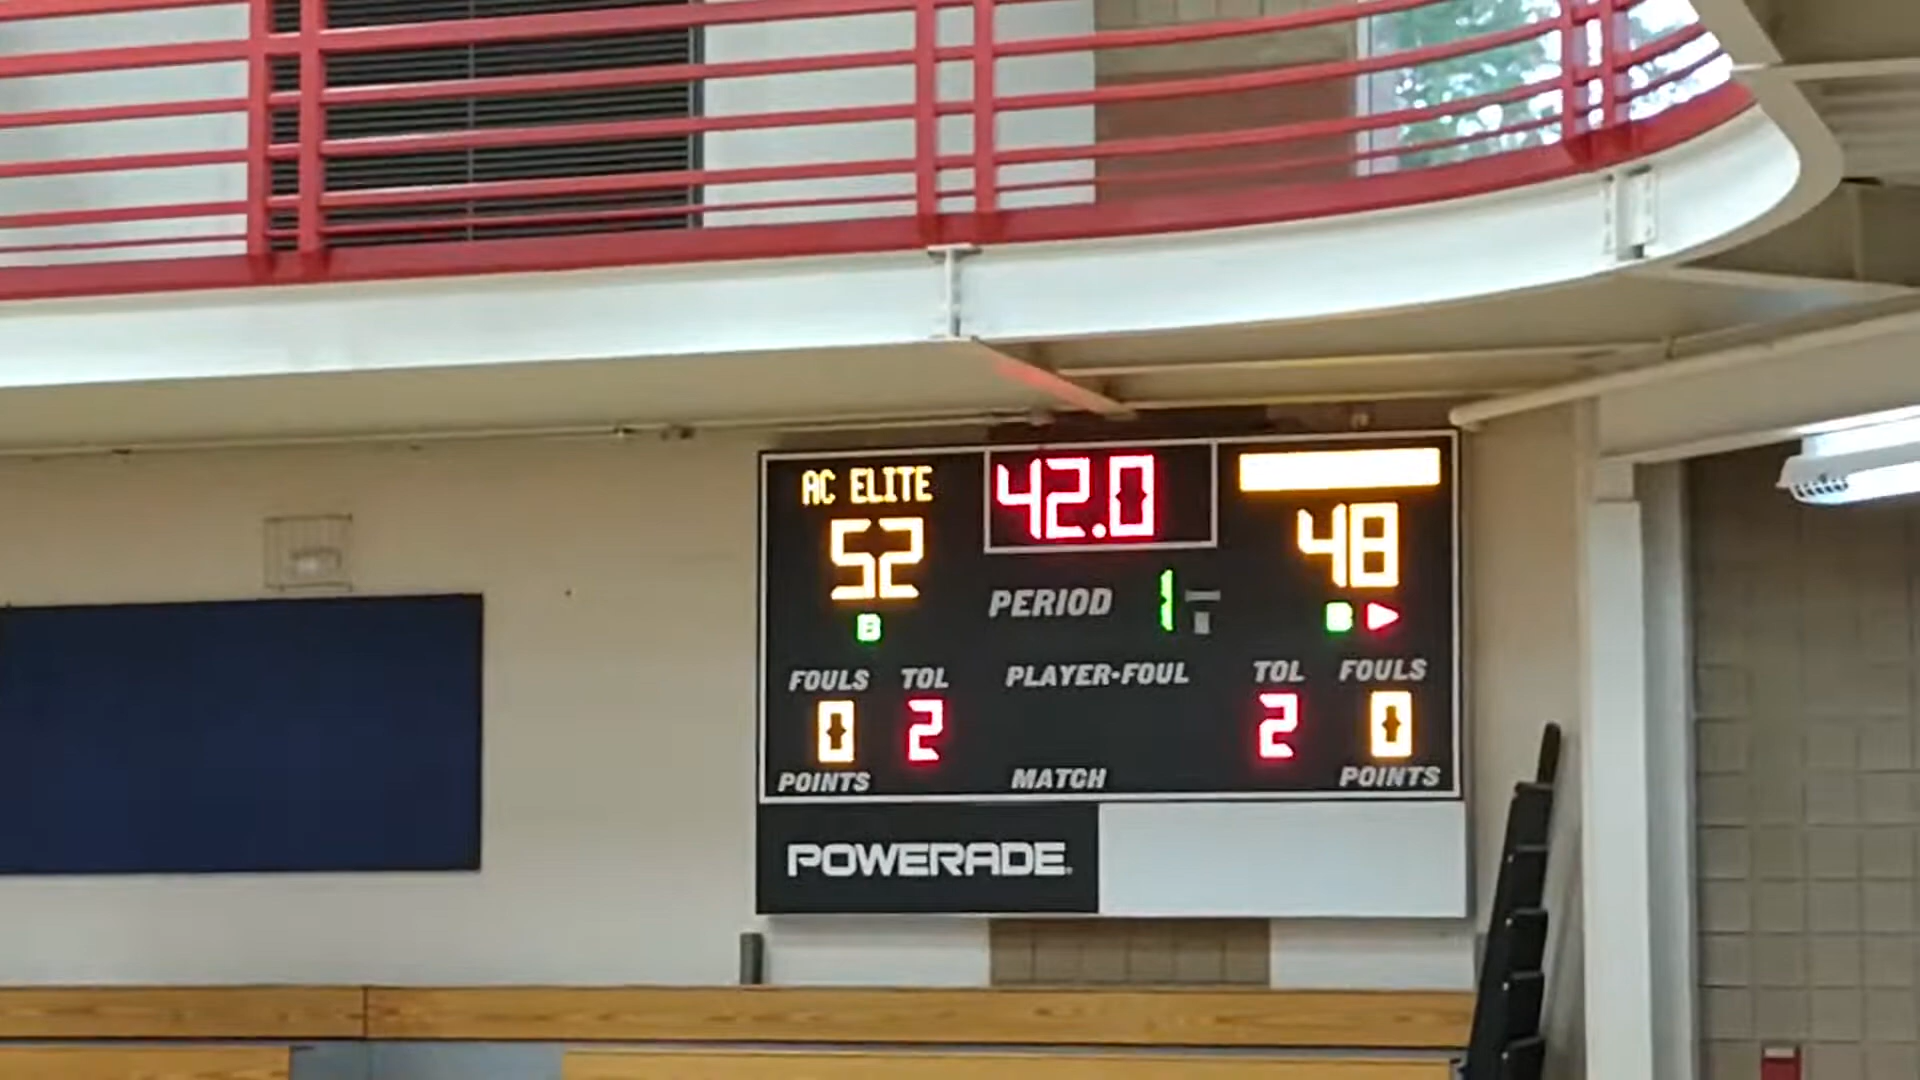 AC ELITE
42.0
52
48
PERIOD 1
B
B
FOULS TOL PLAYER-FOUL TOL FOULS
0 2 2 0
POINTS MATCH POINTS
POWERADE